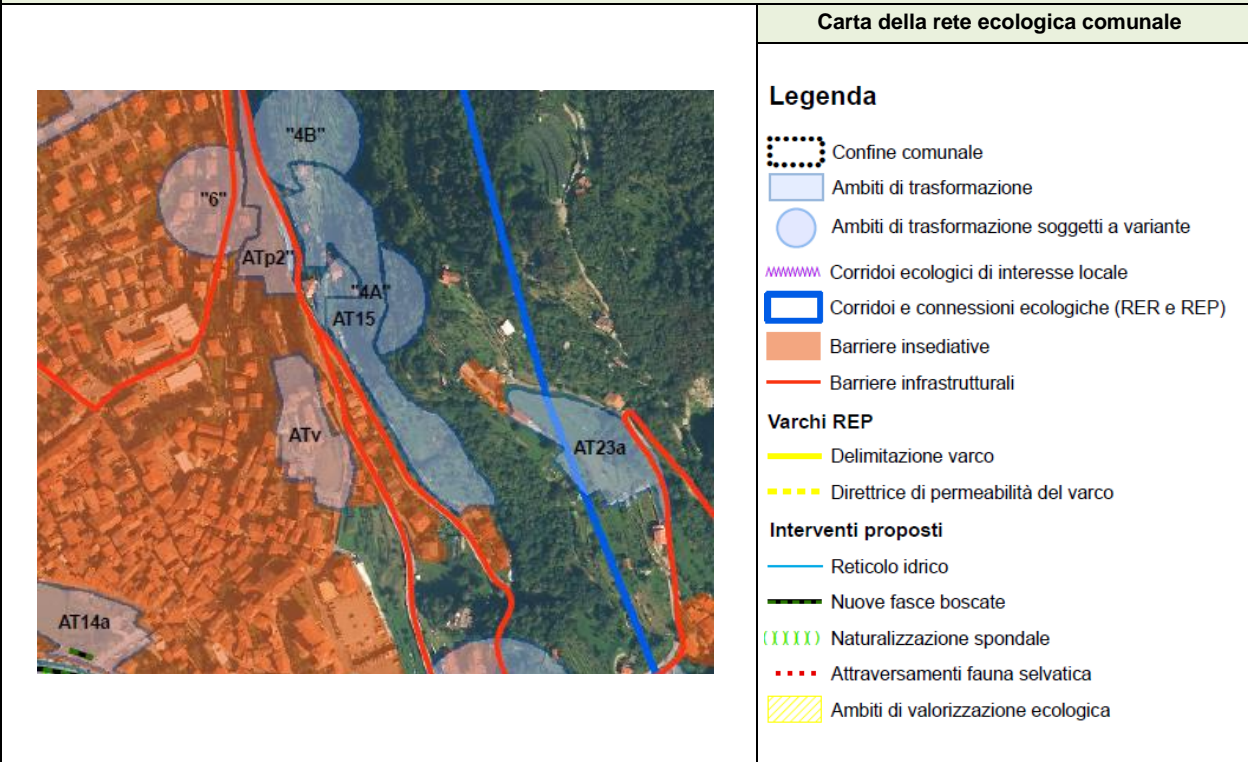 Carta della rete ecologica comunale
"4B"
"6"
ATp2"
"4A"
AT15
ATv
AT23a
AT14a
Legenda
Confine comunale
Ambiti di trasformazione
Ambiti di trasformazione soggetti a variante
Corridoi ecologici di interesse locale
Corridoi e connessioni ecologiche (RER e REP)
Barriere insediative
Barriere infrastrutturali
Varchi REP
Delimitazione varco
Direttrice di permeabilità del varco
Interventi proposti
Reticolo idrico
Nuove fasce boscate
Naturalizzazione spondale
Attraversamenti fauna selvatica
Ambiti di valorizzazione ecologica